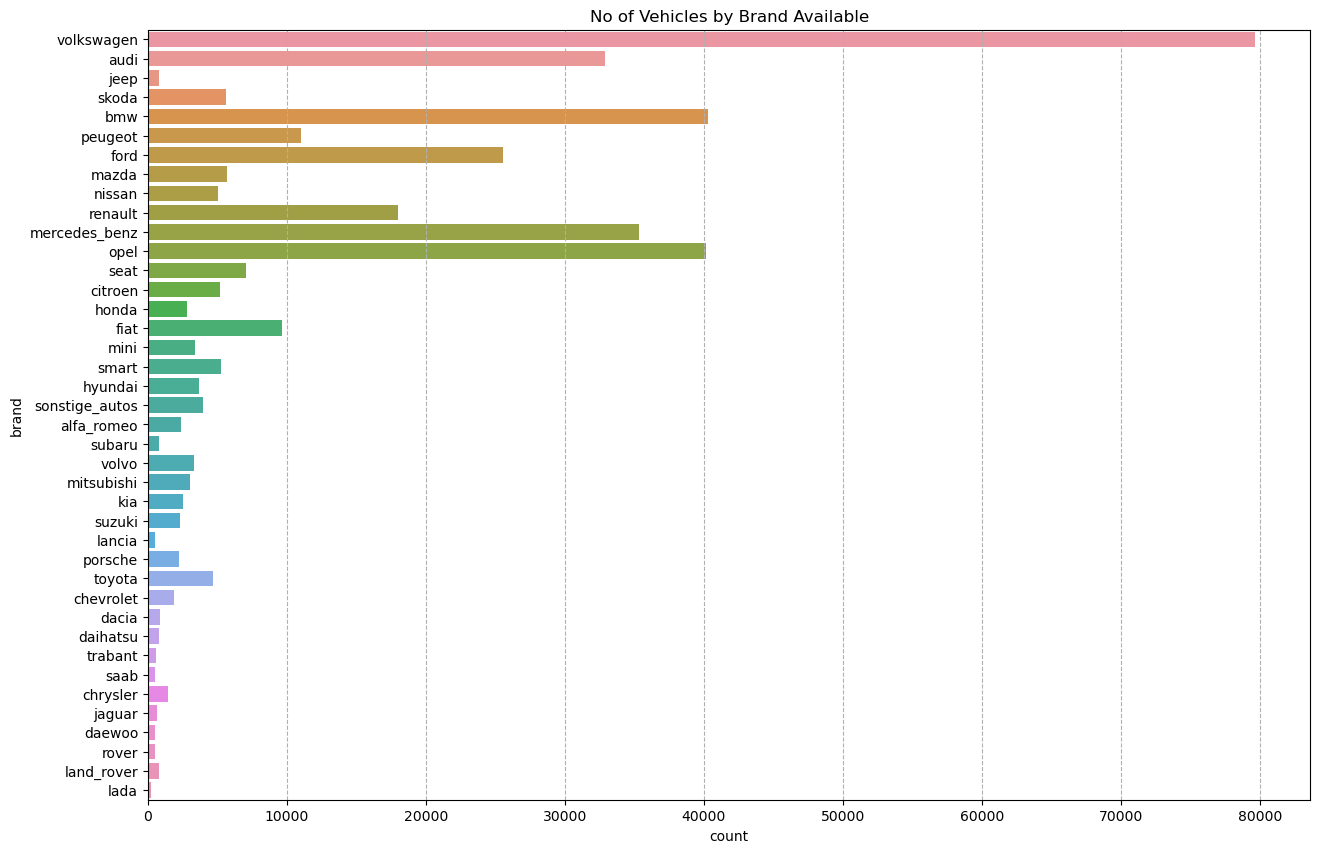 No of Vehicles by Brand Available
volkswagen
audi
jeep
skoda
bmw
peugeot
ford
mazda
nissan
renault
mercedes_benz
opel
seat
citroen
honda
fiat
mini
smart
hyundai
sonstige_autos
alfa_romeo
subaru
volvo
mitsubishi
kia
suzuki
lancia
porsche
toyota
chevrolet
dacia
daihatsu
trabant
saab
chrysler
jaguar
daewoo
rover
land_rover
lada
brand
0 10000 20000 30000 40000 50000 60000 70000 80000
count